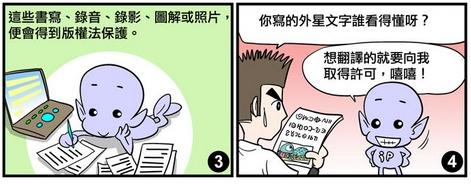 這些書寫、錄音、錄影、圖解或照片，
便會得到版權法保護。
3
你寫的外星文字誰看得懂呀？
想翻譯的就要向我
取得許可，嘻嘻！
iP
4